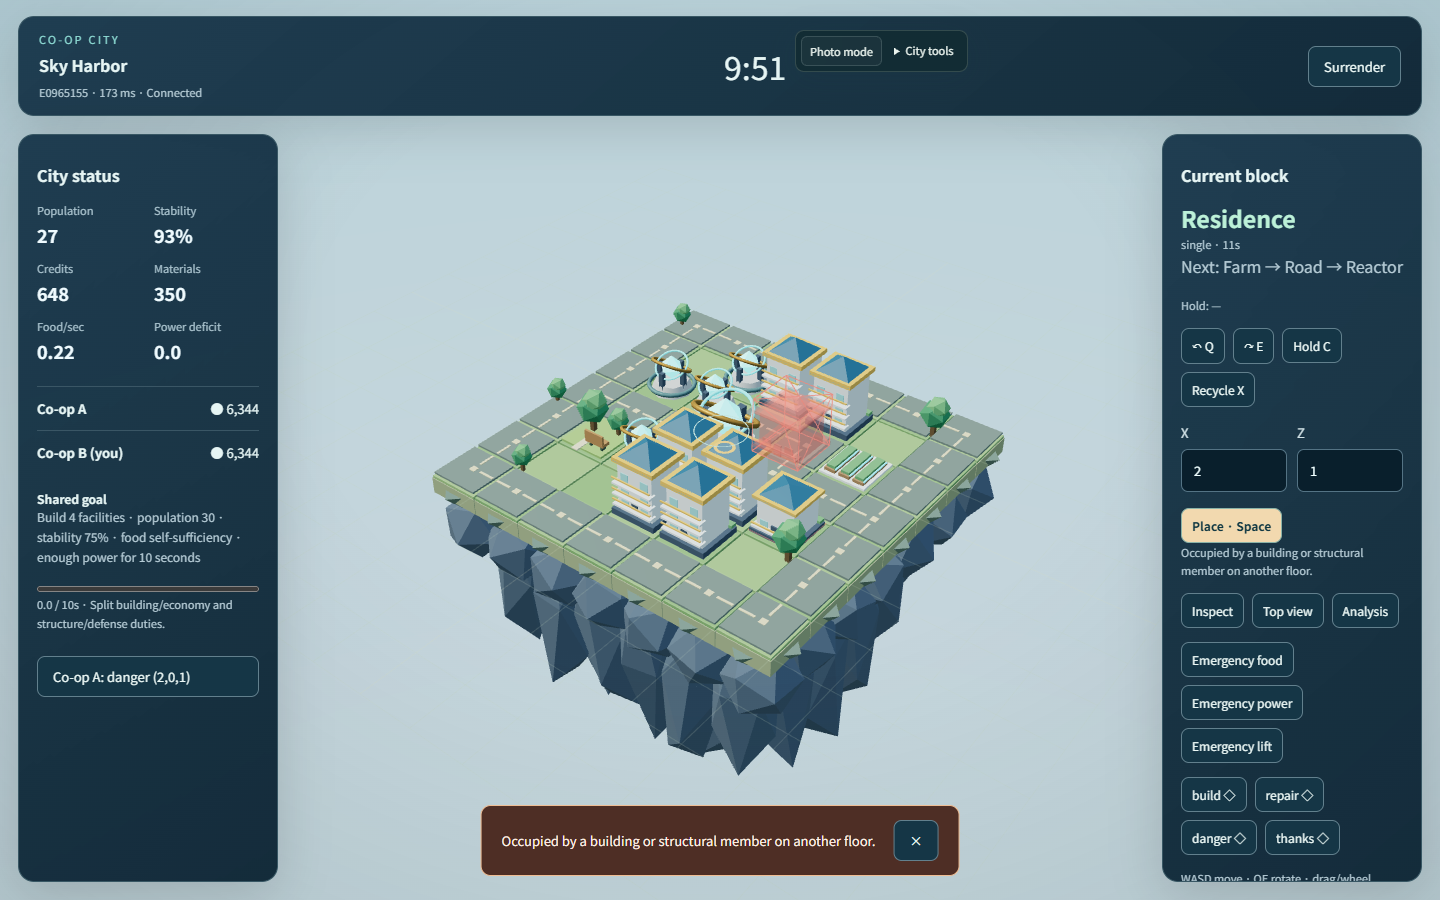 CO-OP CITY
Sky Harbor
E0965155 · 173 ms · Connected
9:51
Photo mode
▸ City tools
Surrender
City status
Population
Stability
27
93%
Credits
Materials
648
350
Food/sec
Power deficit
0.22
0.0
Co-op A
6,344
Co-op B (you)
6,344
Shared goal
Build 4 facilities · population 30 ·
stability 75% · food self-sufficiency ·
enough power for 10 seconds
0.0 / 10s · Split building/economy and
structure/defense duties.
Co-op A: danger (2,0,1)
Current block
Residence
single · 11s
Next: Farm → Road → Reactor
Hold: —
↶ Q
↷ E
Hold C
Recycle X
X
Z
2
1
Place · Space
Occupied by a building or structural
member on another floor.
Inspect
Top view
Analysis
Emergency food
Emergency power
Emergency lift
build ◇
repair ◇
danger ◇
thanks ◇
WASD move · QE rotate · drag/wheel
Occupied by a building or structural member on another floor.
×